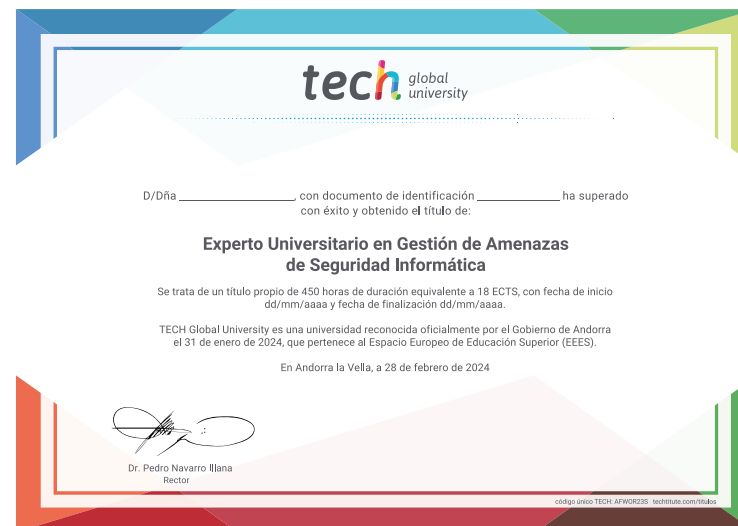 tech global university
D/Dña ____________________, con documento de identificación ______________ ha superado
con éxito y obtenido el título de:
Experto Universitario en Gestión de Amenazas
de Seguridad Informática
Se trata de un título propio de 450 horas de duración equivalente a 18 ECTS, con fecha de inicio
dd/mm/aaaa y fecha de finalización dd/mm/aaaa.
TECH Global University es una universidad reconocida oficialmente por el Gobierno de Andorra
el 31 de enero de 2024, que pertenece al Espacio Europeo de Educación Superior (EEES).
En Andorra la Vella, a 28 de febrero de 2024
Dr. Pedro Navarro Illana
Rector
código único TECH: AFWOR23S techtitute.com/titulos